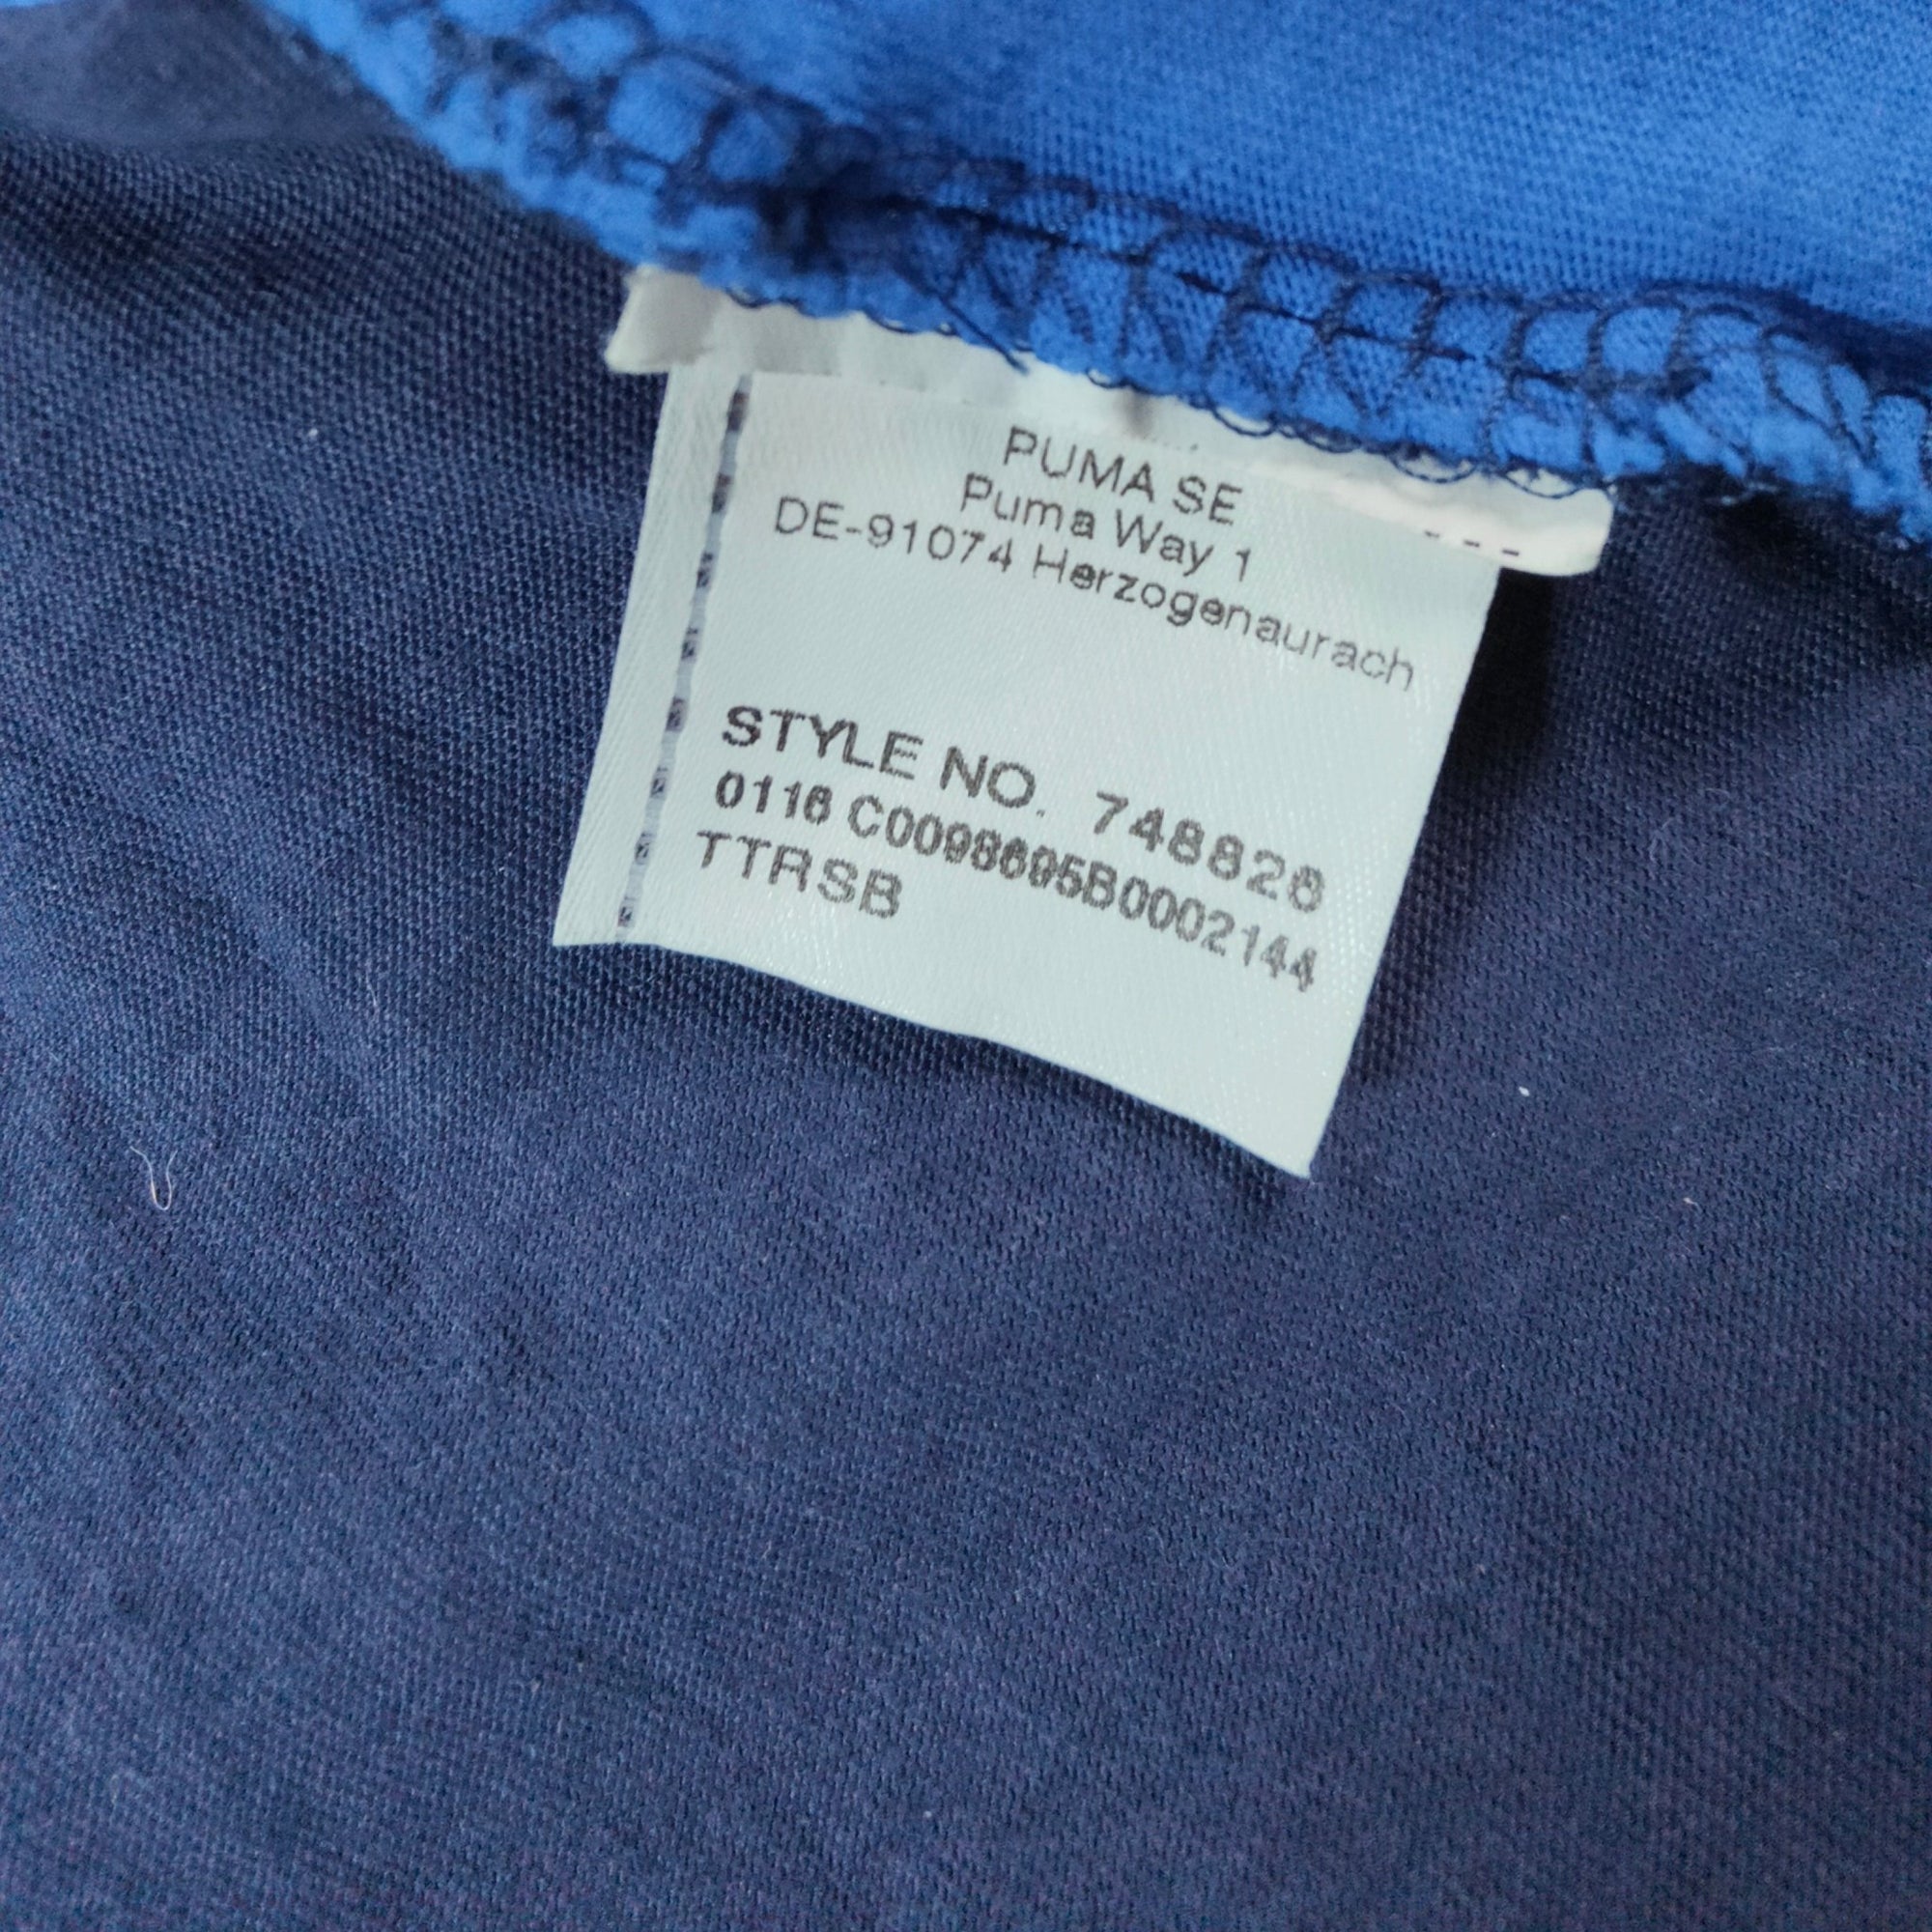 PUMA SE
Puma Way 1
DE-91074 Herzogenaurach
STYLE NO. 748826
0116 C0098695B0002144
TTRSB